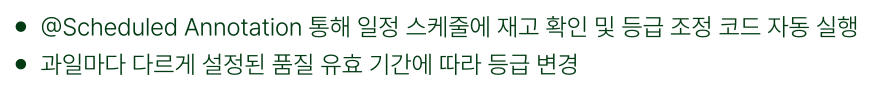 • @Scheduled Annotation 통해 일정 스케줄에 재고 확인 및 등급 조정 코드 자동 실행
• 과일마다 다르게 설정된 품질 유효 기간에 따라 등급 변경